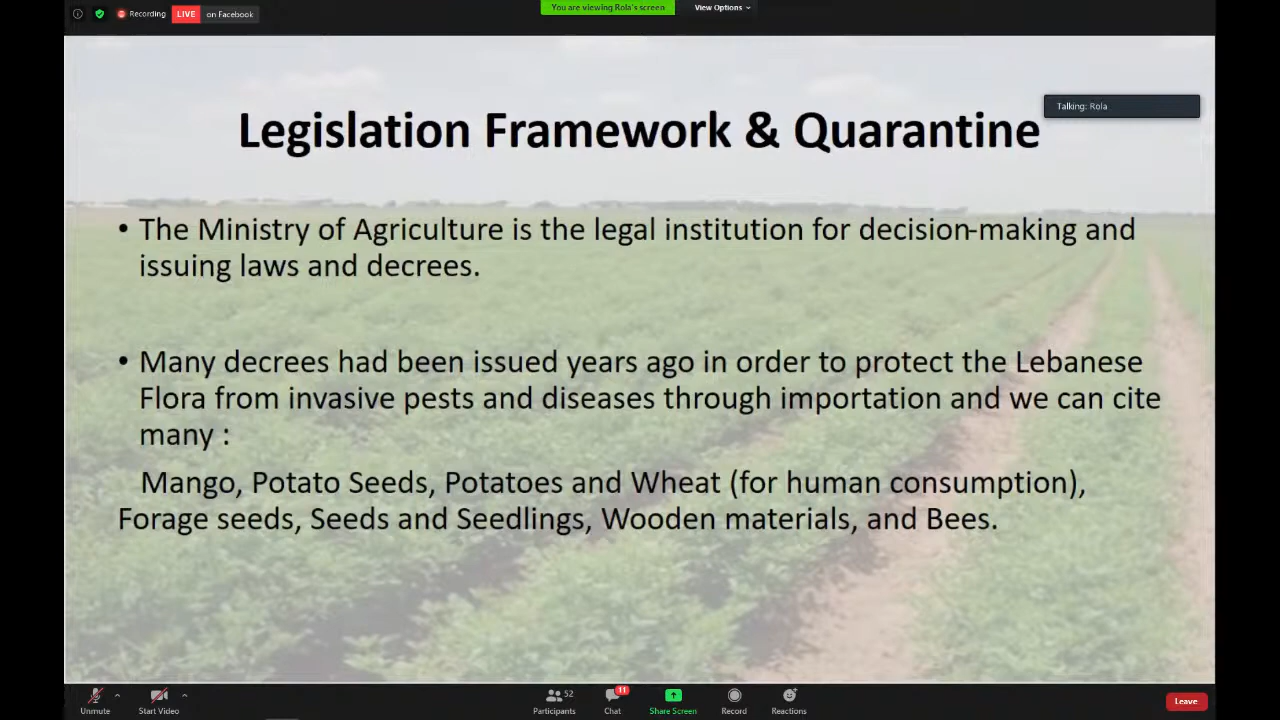 Recording
LIVE
on Facebook
You are viewing Rola's screen
View Options
Talking: Rola
Legislation Framework & Quarantine
• The Ministry of Agriculture is the legal institution for decision-making and
issuing laws and decrees.
• Many decrees had been issued years ago in order to protect the Lebanese
Flora from invasive pests and diseases through importation and we can cite
many :
Mango, Potato Seeds, Potatoes and Wheat (for human consumption),
Forage seeds, Seeds and Seedlings, Wooden materials, and Bees.
Unmute
Start Video
52
Participants
11
Chat
Share Screen
Record
Reactions
Leave